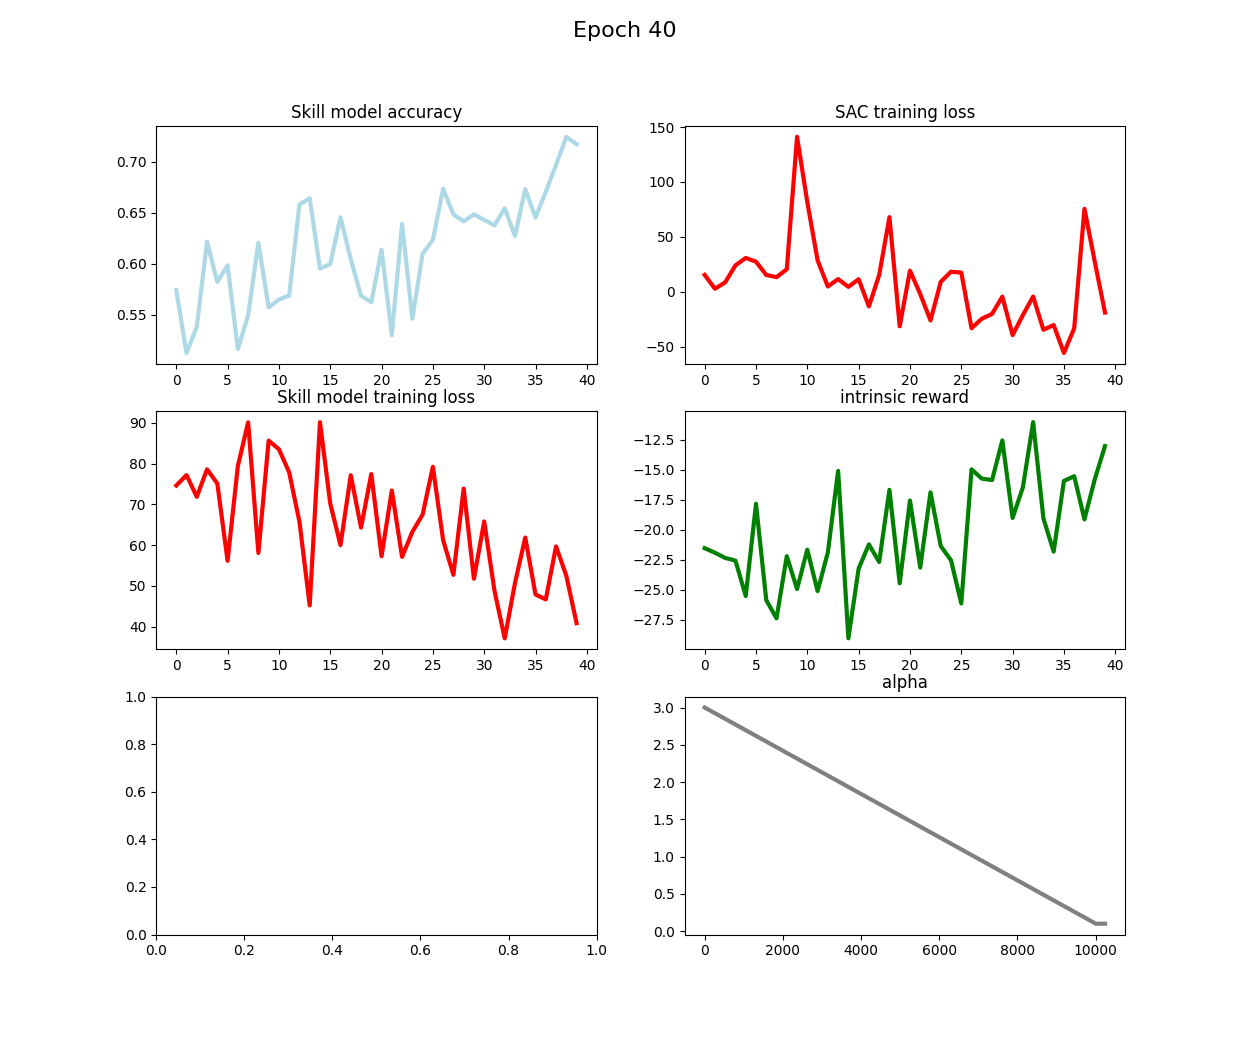 Epoch 40
Skill model accuracy
0.70
0.65
0.60
0.55
0 5 10 15 20 25 30 35 40
SAC training loss
150
100
50
0
−50
0 5 10 15 20 25 30 35 40
Skill model training loss
90
80
70
60
50
40
0 5 10 15 20 25 30 35 40
intrinsic reward
−12.5
−15.0
−17.5
−20.0
−22.5
−25.0
−27.5
0 5 10 15 20 25 30 35 40
1.0
0.8
0.6
0.4
0.2
0.0
0.0 0.2 0.4 0.6 0.8 1.0
alpha
3.0
2.5
2.0
1.5
1.0
0.5
0.0
0 2000 4000 6000 8000 10000